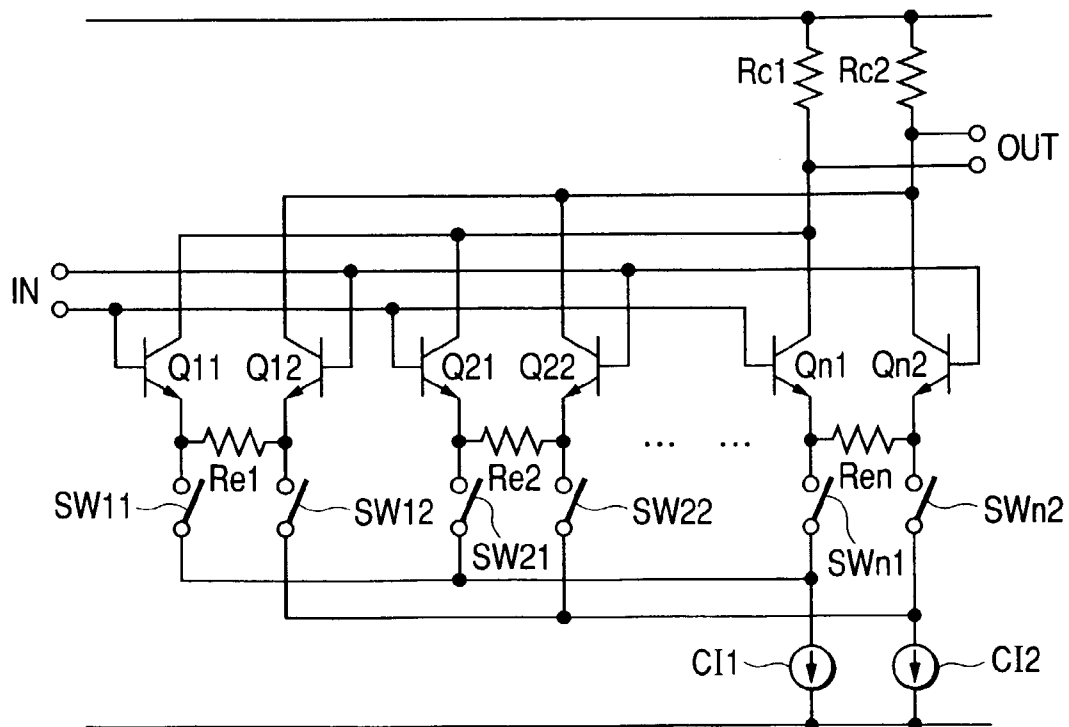 Rc1
Rc2
OUT
IN
Q11
Q12
Q21
Q22
Qn1
Qn2
Re1
Re2
... ...
Ren
SW11
SW12
SW21
SW22
SWn1
SWn2
CI1
CI2